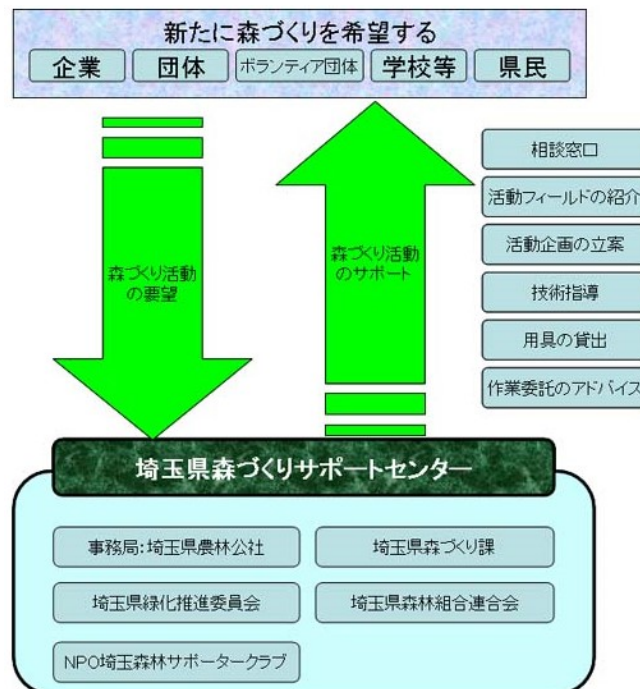 新たに森づくりを希望する
企業 団体 ボランティア団体 学校等 県民
森づくり活動
の要望
森づくり活動
のサポート
相談窓口
活動フィールドの紹介
活動企画の立案
技術指導
用具の貸出
作業委託のアドバイス
埼玉県森づくりサポートセンター
事務局:埼玉県農林公社 埼玉県森づくり課
埼玉県緑化推進委員会 埼玉県森林組合連合会
NPO埼玉森林サポータークラブ